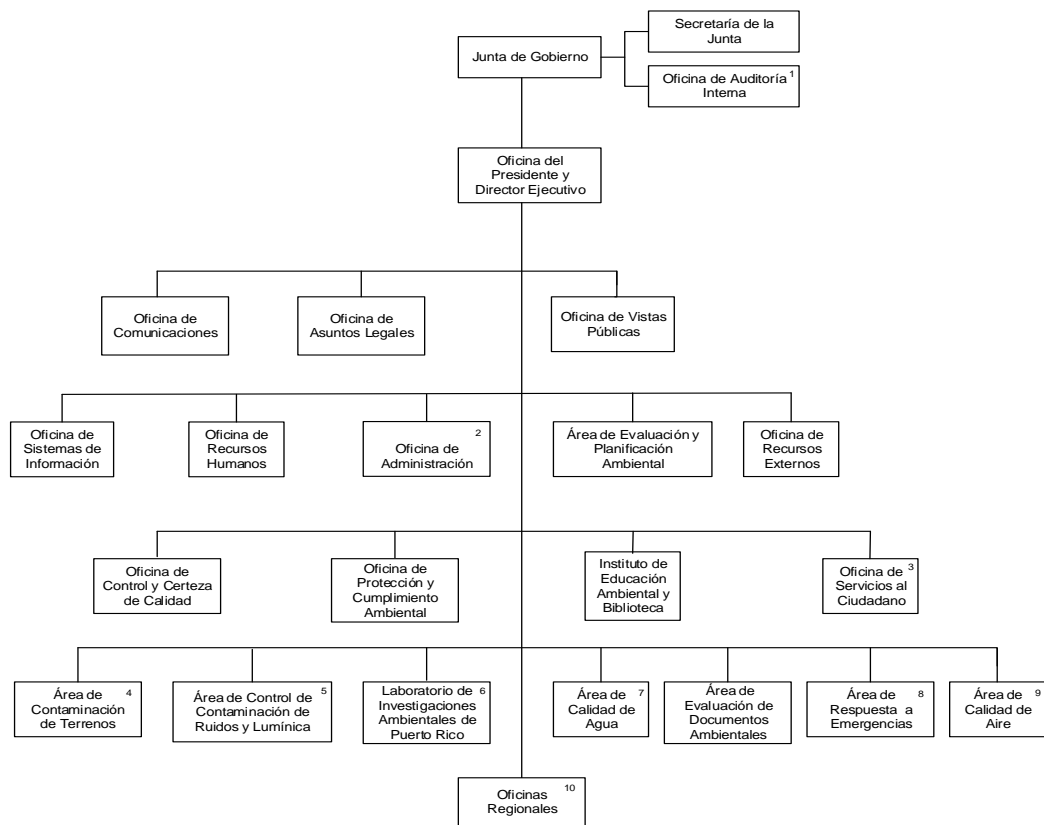 Secretaría de la
Junta
Junta de Gobierno
Oficina de Auditoría 1
Interna
Oficina del
Presidente y
Director Ejecutivo
Oficina de
Comunicaciones
Oficina de
Asuntos Legales
Oficina de Vistas
Públicas
Oficina de
Sistemas de
Información
Oficina de
Recursos
Humanos
2
Oficina de
Administración
Área de Evaluación y
Planificación
Ambiental
Oficina de
Recursos
Externos
Oficina de
Control y Certeza
de Calidad
Oficina de
Protección y
Cumplimiento
Ambiental
Instituto de
Educación
Ambiental y
Biblioteca
Oficina de 3
Servicios al
Ciudadano
Área de 4
Contaminación
de Terrenos
Área de Control de 5
Contaminación de
Ruidos y Lumínica
Laboratorio de 6
Investigaciones
Ambientales de
Puerto Rico
Área de 7
Calidad de
Agua
Área de
Evaluación de
Documentos
Ambientales
Área de 8
Respuesta a
Emergencias
Área de 9
Calidad de
Aire
Oficinas 10
Regionales